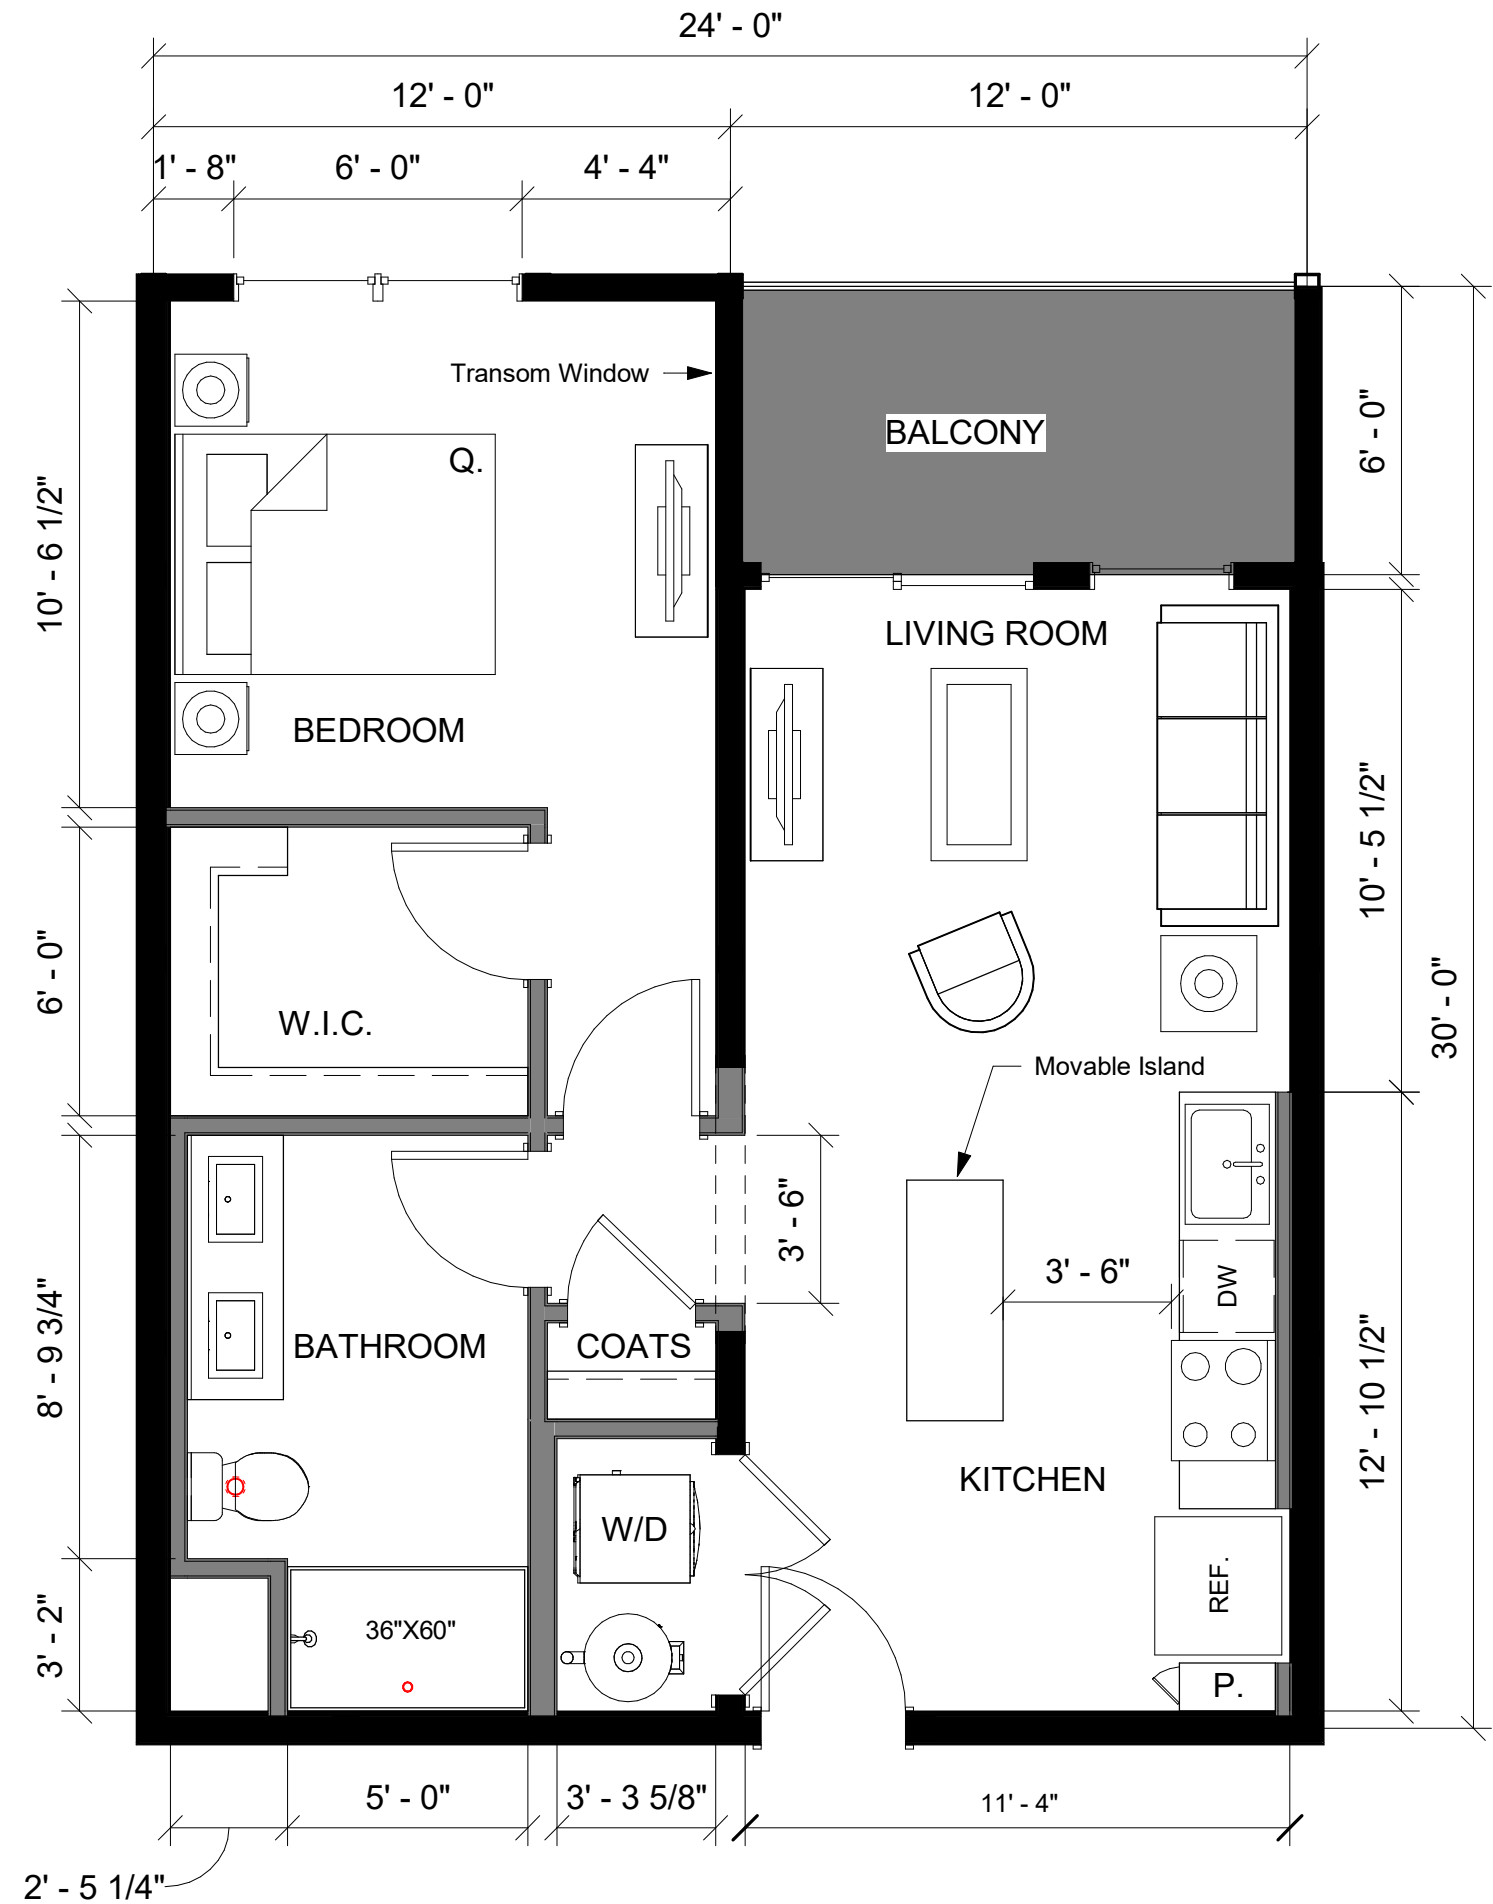 24' - 0"
12' - 0"
12' - 0"
1' - 8"
6' - 0"
4' - 4"
Transom Window
BALCONY
6' - 0"
Q.
10' - 6 1/2"
LIVING ROOM
BEDROOM
10' - 5 1/2"
6' - 0"
W.I.C.
30' - 0"
Movable Island
3' - 6"
3' - 6"
DW
8' - 9 3/4"
BATHROOM
COATS
12' - 10 1/2"
KITCHEN
W/D
REF.
36"X60"
3' - 2"
P.
5' - 0"
3' - 3 5/8"
11' - 4"
2' - 5 1/4"